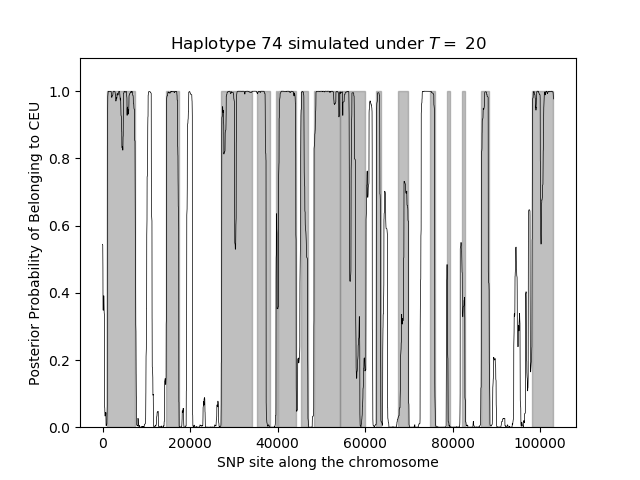 Haplotype 74 simulated under T = 20
Posterior Probability of Belonging to CEU
1.0
0.8
0.6
0.4
0.2
0.0
0 20000 40000 60000 80000 100000
SNP site along the chromosome